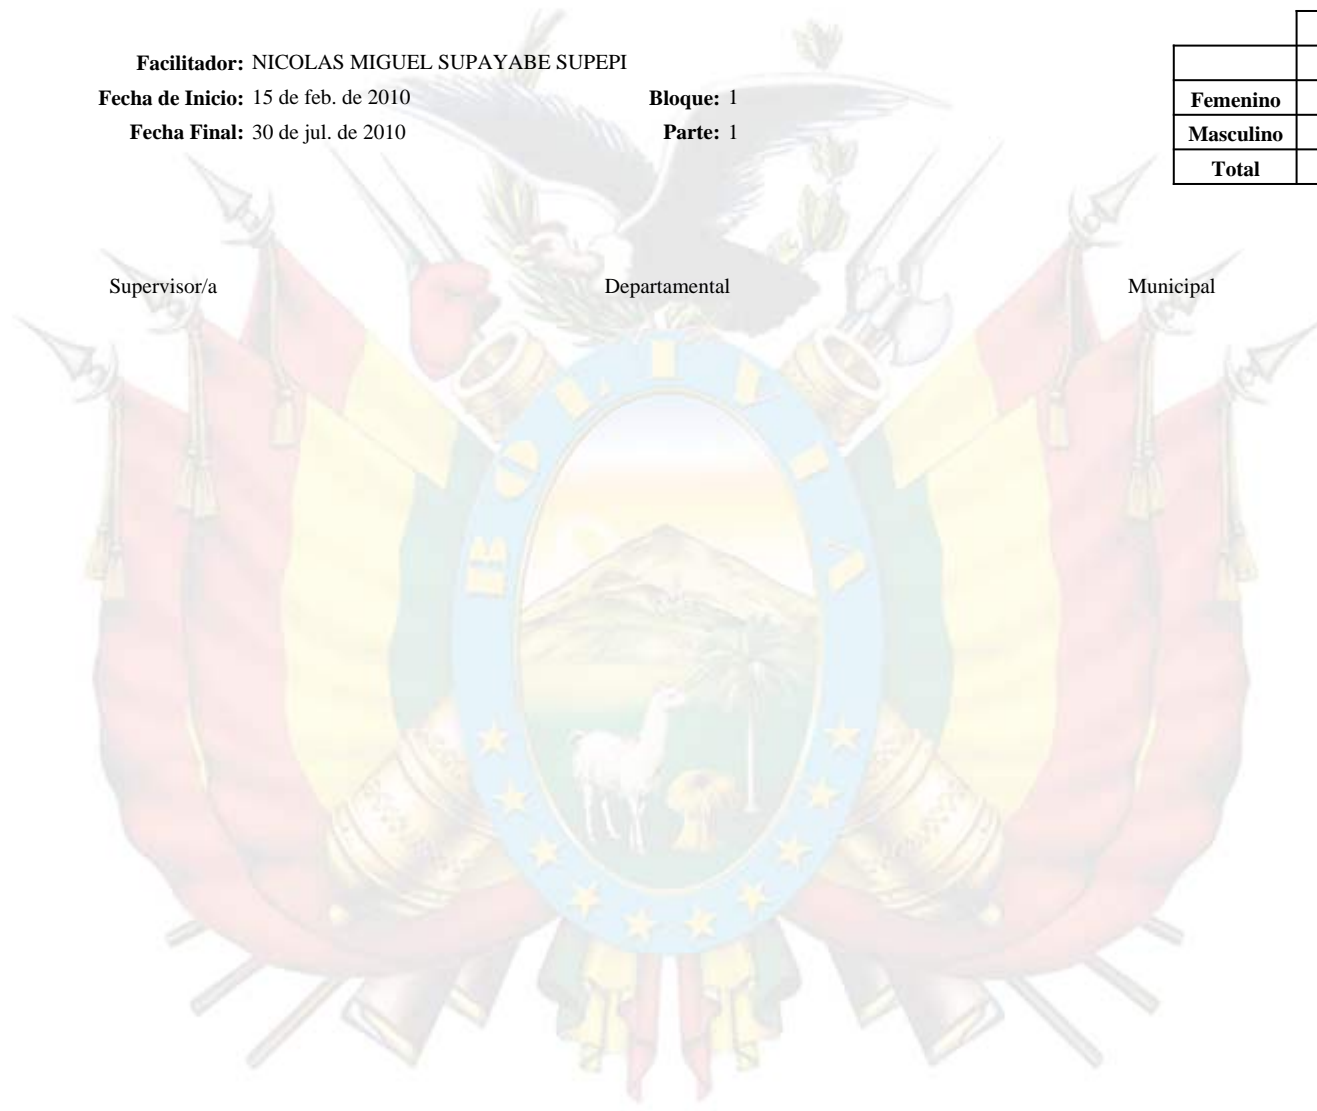 Facilitador: NICOLAS MIGUEL SUPAYABE SUPEPI
Fecha de Inicio: 15 de feb. de 2010 Bloque: 1
Fecha Final: 30 de jul. de 2010 Parte: 1
Femenino
Masculino
Total
Supervisor/a Departamental Municipal
BOLIVIA